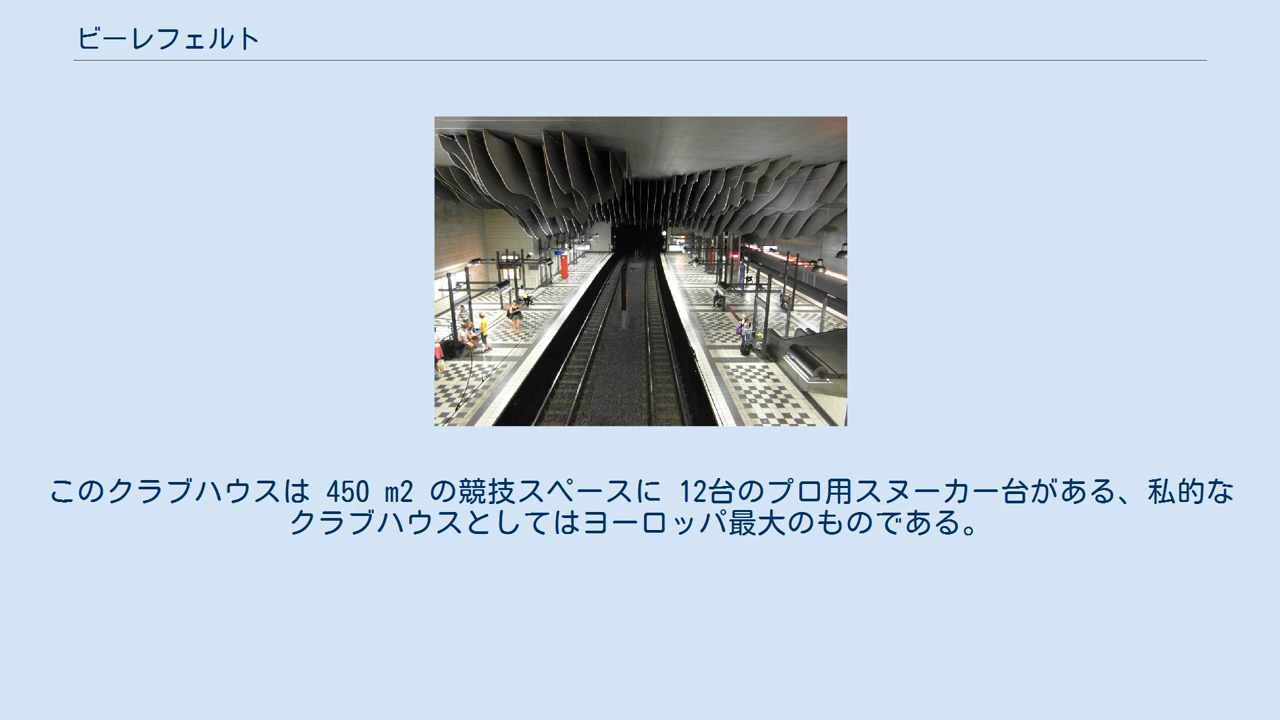 ビーレフェルト
このクラブハウスは 450 m2 の競技スペースに 12台のプロ用スヌーカー台がある、私的な
クラブハウスとしてはヨーロッパ最大のものである。